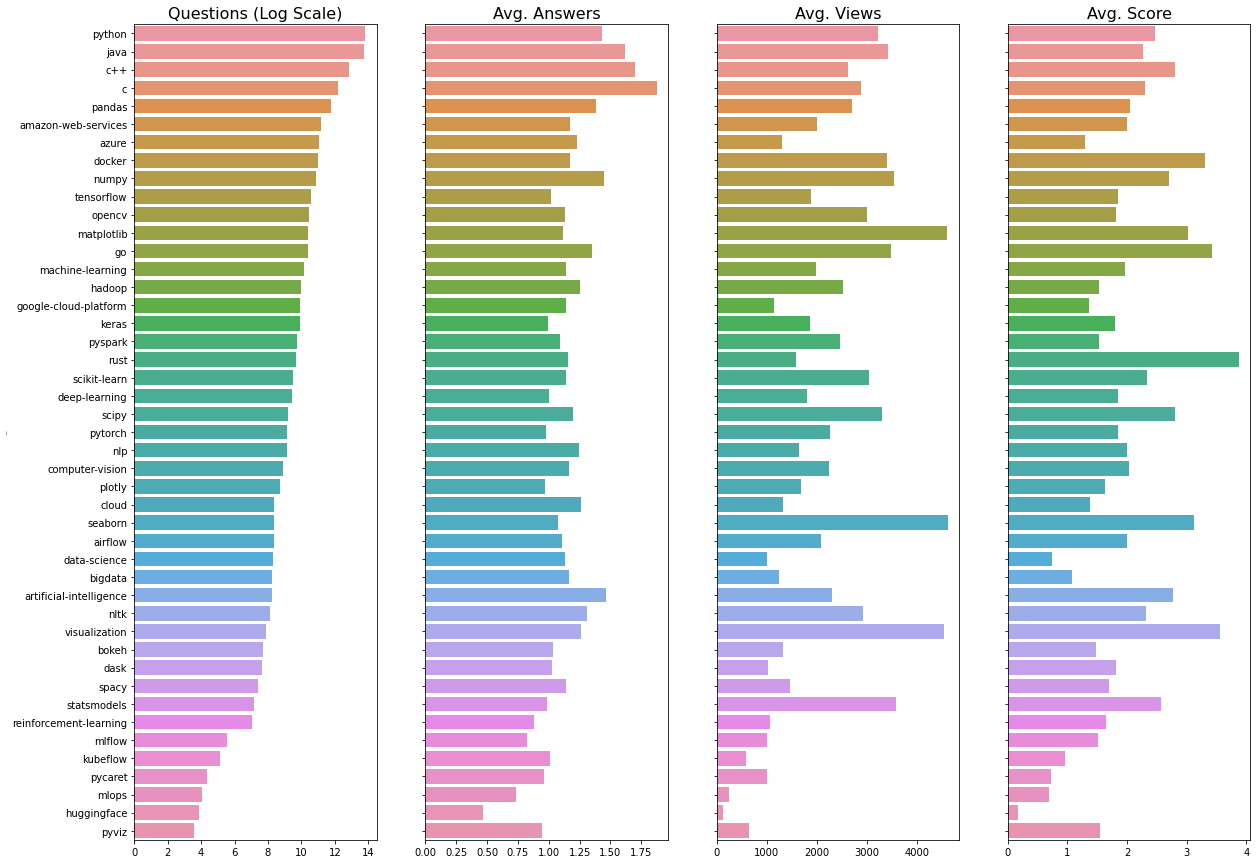 Questions (Log Scale) Avg. Answers Avg. Views Avg. Score
python
java
c++
c
pandas
amazon-web-services
azure
docker
numpy
tensorflow
opencv
matplotlib
go
machine-learning
hadoop
google-cloud-platform
keras
pyspark
rust
scikit-learn
deep-learning
scipy
pytorch
nlp
computer-vision
plotly
cloud
seaborn
airflow
data-science
bigdata
artificial-intelligence
nltk
visualization
bokeh
dask
spacy
statsmodels
reinforcement-learning
mlflow
kubeflow
pycaret
mlops
huggingface
pyviz
0 2 4 6 8 10 12 14 0.00 0.25 0.50 0.75 1.00 1.25 1.50 1.75 0 1000 2000 3000 4000 0 1 2 3 4